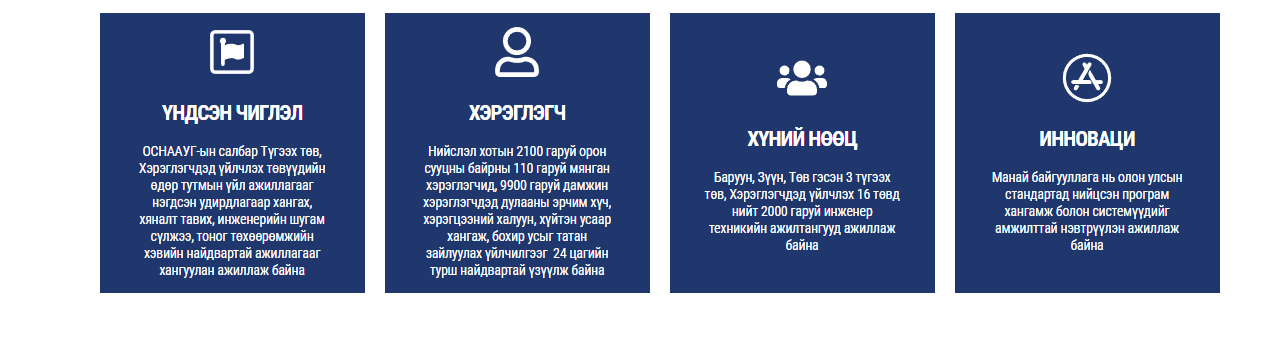 ҮНДСЭН ЧИГЛЭЛ
ОСНААУГ-ын салбар Түгээх төв,
Хэрэглэгчдэд үйлчлэх төвүүдийн
өдөр тутмын үйл ажиллагааг
нэгдсэн удирдлагаар хангах,
хяналт тавих, инженерийн шугам
сүлжээ, тоног төхөөрөмжийн
хэвийн найдвартай ажиллагааг
хангуулан ажиллаж байна
ХЭРЭГЛЭГЧ
Нийслэл хотын 2100 гаруй орон
сууцны байрны 110 гаруй мянган
хэрэглэгчид, 9900 гаруй дамжин
хэрэглэгчдэд дулааны эрчим хүч,
хэрэгцээний халуун, хүйтэн усаар
хангаж, бохир усыг татан
зайлуулах үйлчилгээг 24 цагийн
турш найдвартай үзүүлж байна
ХҮНИЙ НӨӨЦ
Баруун, Зүүн, Төв гэсэн 3 түгээх
төв, Хэрэглэгчдэд үйлчлэх 16 төвд
нийт 2000 гаруй инженер
техникийн ажилтангууд ажиллаж
байна
ИННОВАЦИ
Манай байгууллага нь олон улсын
стандартад нийцсэн програм
хангамж болон системүүдийг
амжилттай нэвтрүүлэн ажиллаж
байна